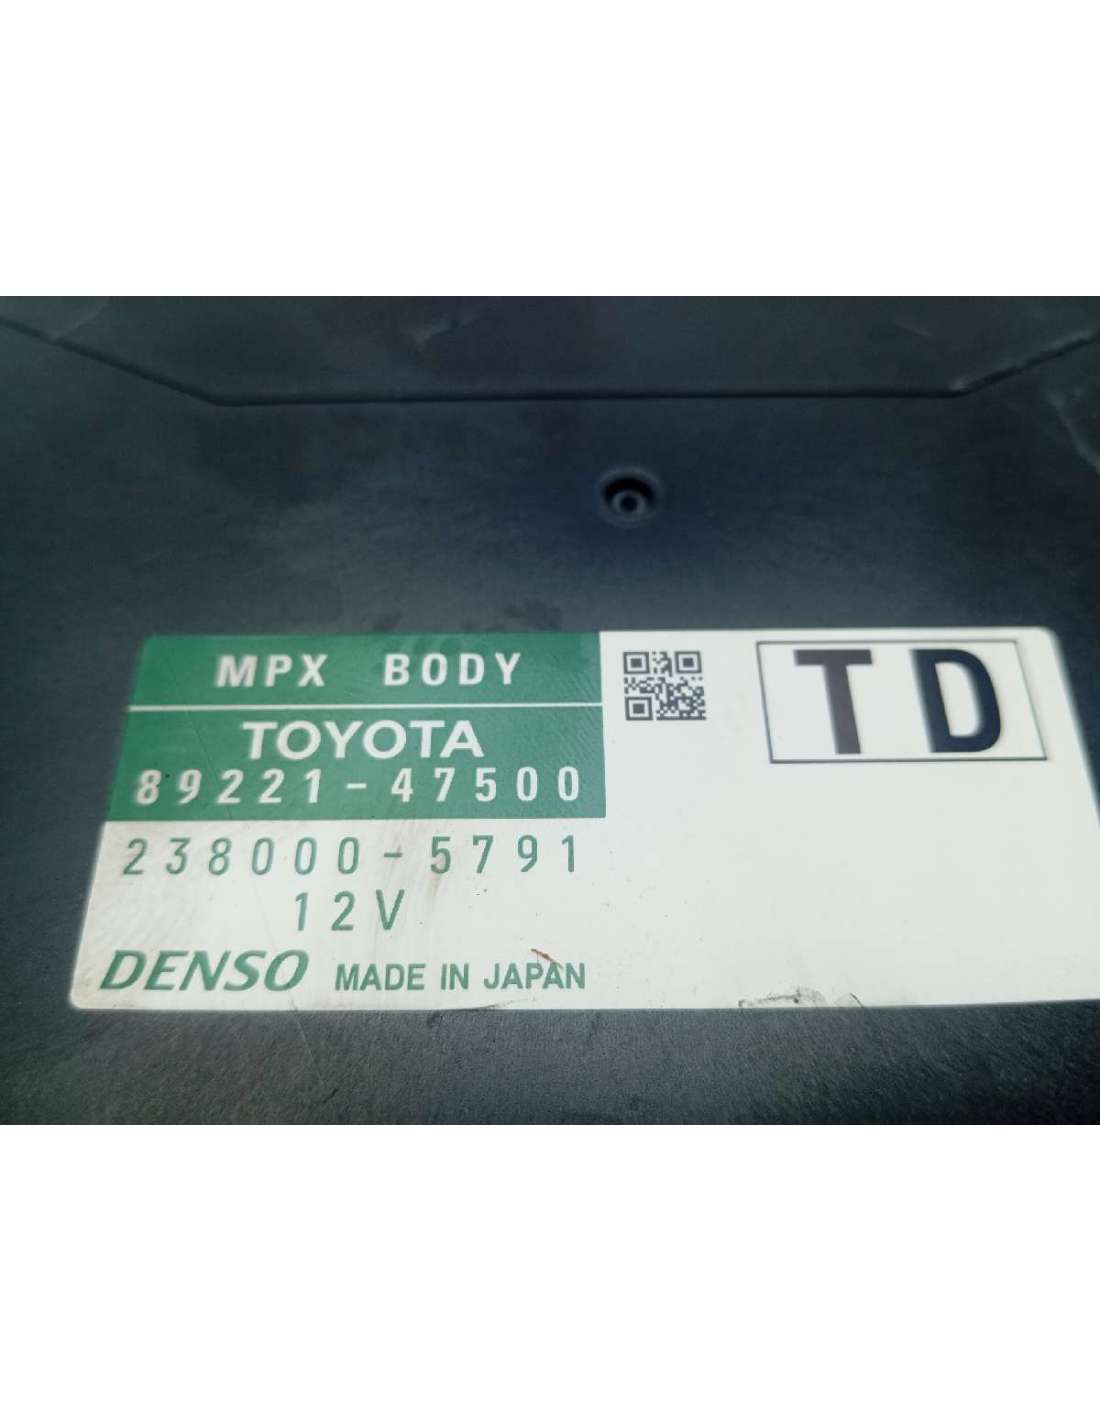 MPX BODY
TOYOTA
89221-47500
238000-5791
12V
DENSO MADE IN JAPAN
TD